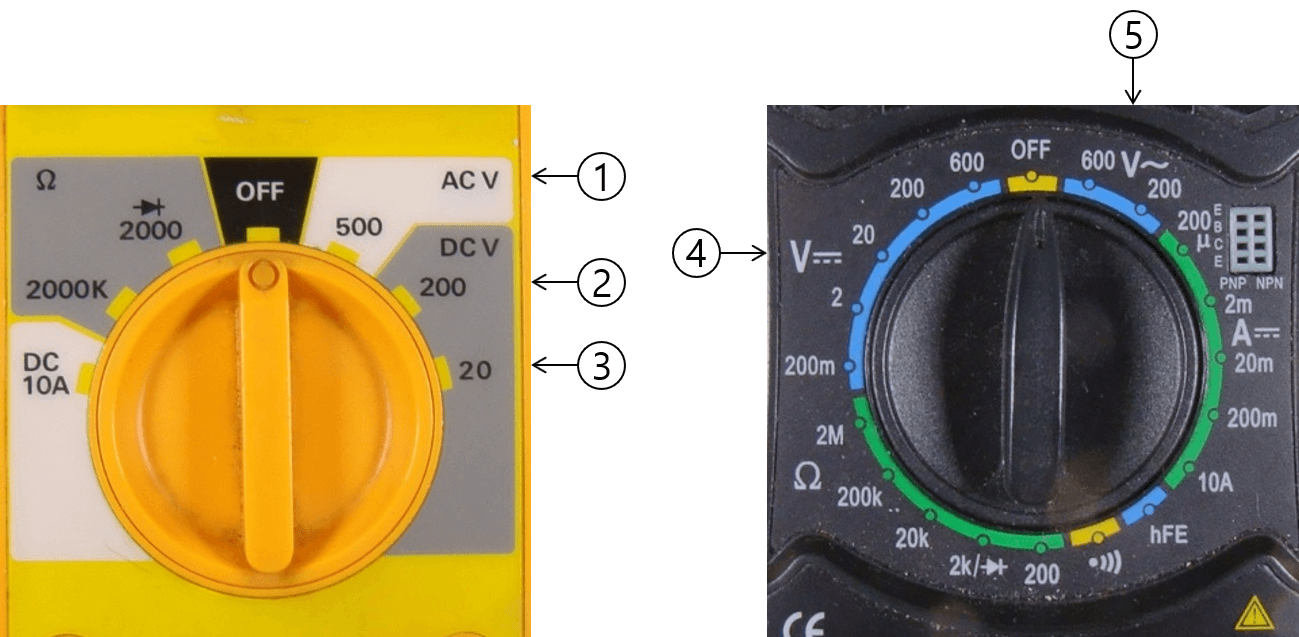 5
1
2
3
4
Ω
2000
2000K
DC
10A
OFF
AC V
500
DC V
200
20
OFF
600
200
20
V
2
200m
2M
Ω
200k
20k
2k/
200
600 V~
200
200
µ
E
B
C
E
PNP NPN
2m
A
20m
200m
10A
hFE
CE